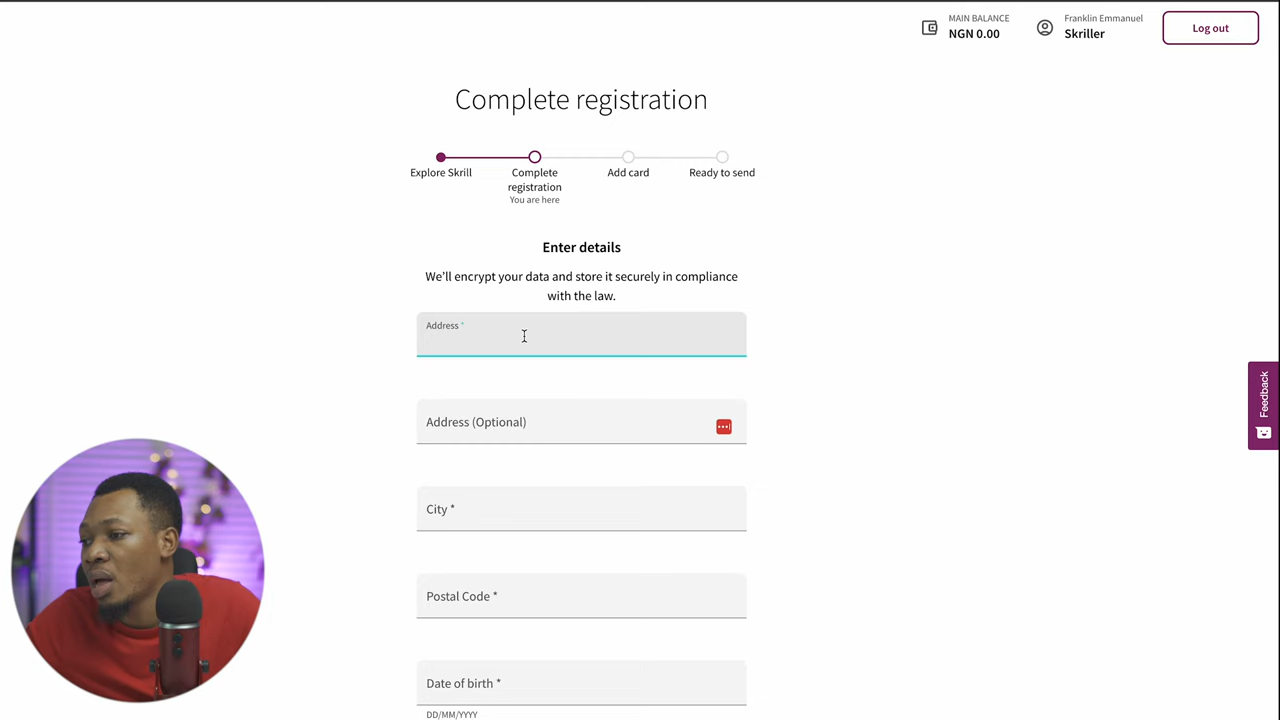 MAIN BALANCE
NGN 0.00
Franklin Emmanuel
Skriller
Log out
Complete registration
Explore Skrill
Complete
registration
You are here
Add card
Ready to send
Enter details
We'll encrypt your data and store it securely in compliance
with the law.
Address *
Address (Optional)
City *
Postal Code *
Date of birth *
DD/MM/YYYY
Feedback